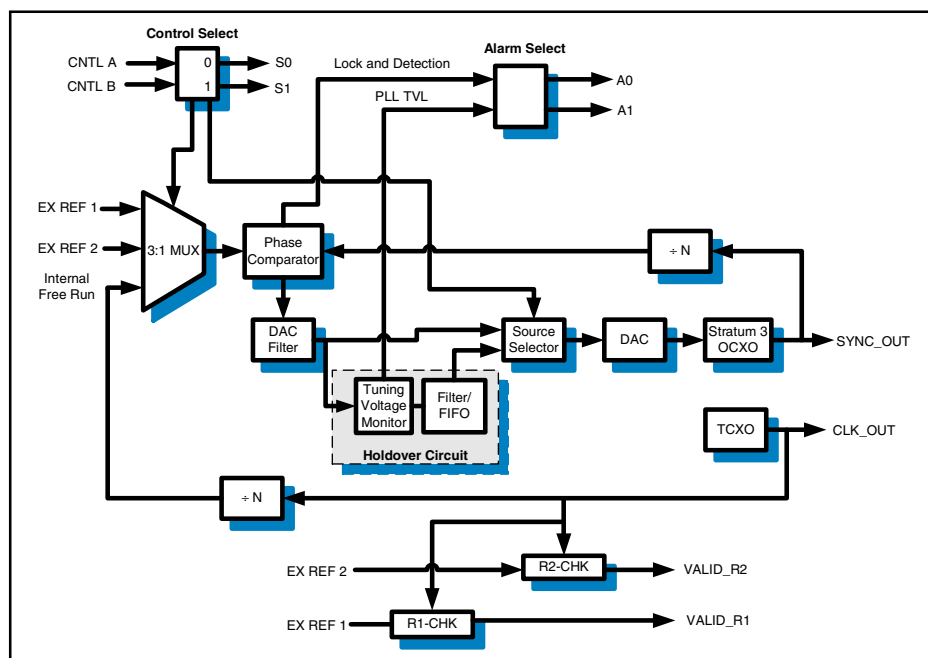 Control Select
Alarm Select
CNTL A
0
S0
CNTL B
1
S1
Lock and Detection
A0
PLL TVL
A1
EX REF 1
EX REF 2
3:1 MUX
Internal
Free Run
Phase
Comparator
÷ N
DAC
Filter
Source
Selector
DAC
Stratum 3
OCXO
SYNC_OUT
Tuning
Voltage
Monitor
Filter/
FIFO
Holdover Circuit
TCXO
CLK_OUT
÷ N
EX REF 2
R2-CHK
VALID_R2
EX REF 1
R1-CHK
VALID_R1